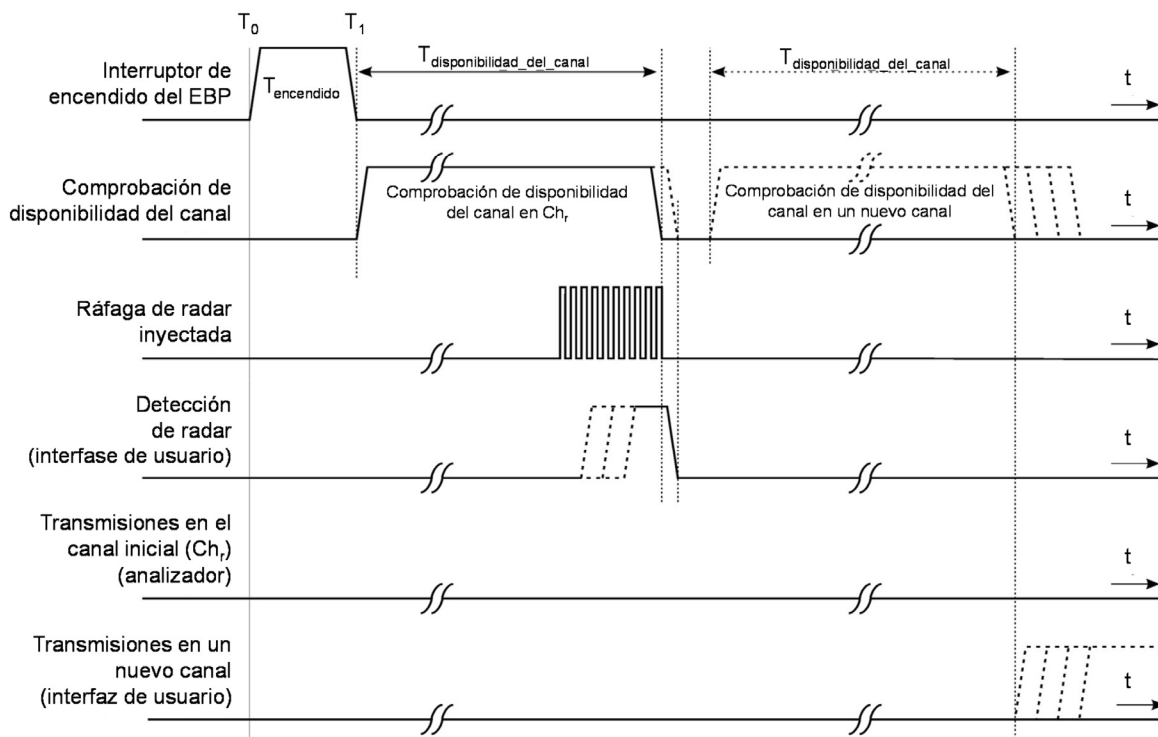 T0
T1
Tdisponibilidad_del_canal
Tdisponibilidad_del_canal
Interruptor de
encendido del EBP
Tencendido
t
Comprobación de
disponibilidad del canal
Comprobación de disponibilidad
del canal en Chr
Comprobación de disponibilidad del
canal en un nuevo canal
t
Ráfaga de radar
inyectada
t
Detección
de radar
(interfase de usuario)
t
Transmisiones en el
canal inicial (Chr)
(analizador)
t
Transmisiones en un
nuevo canal
(interfaz de usuario)
t